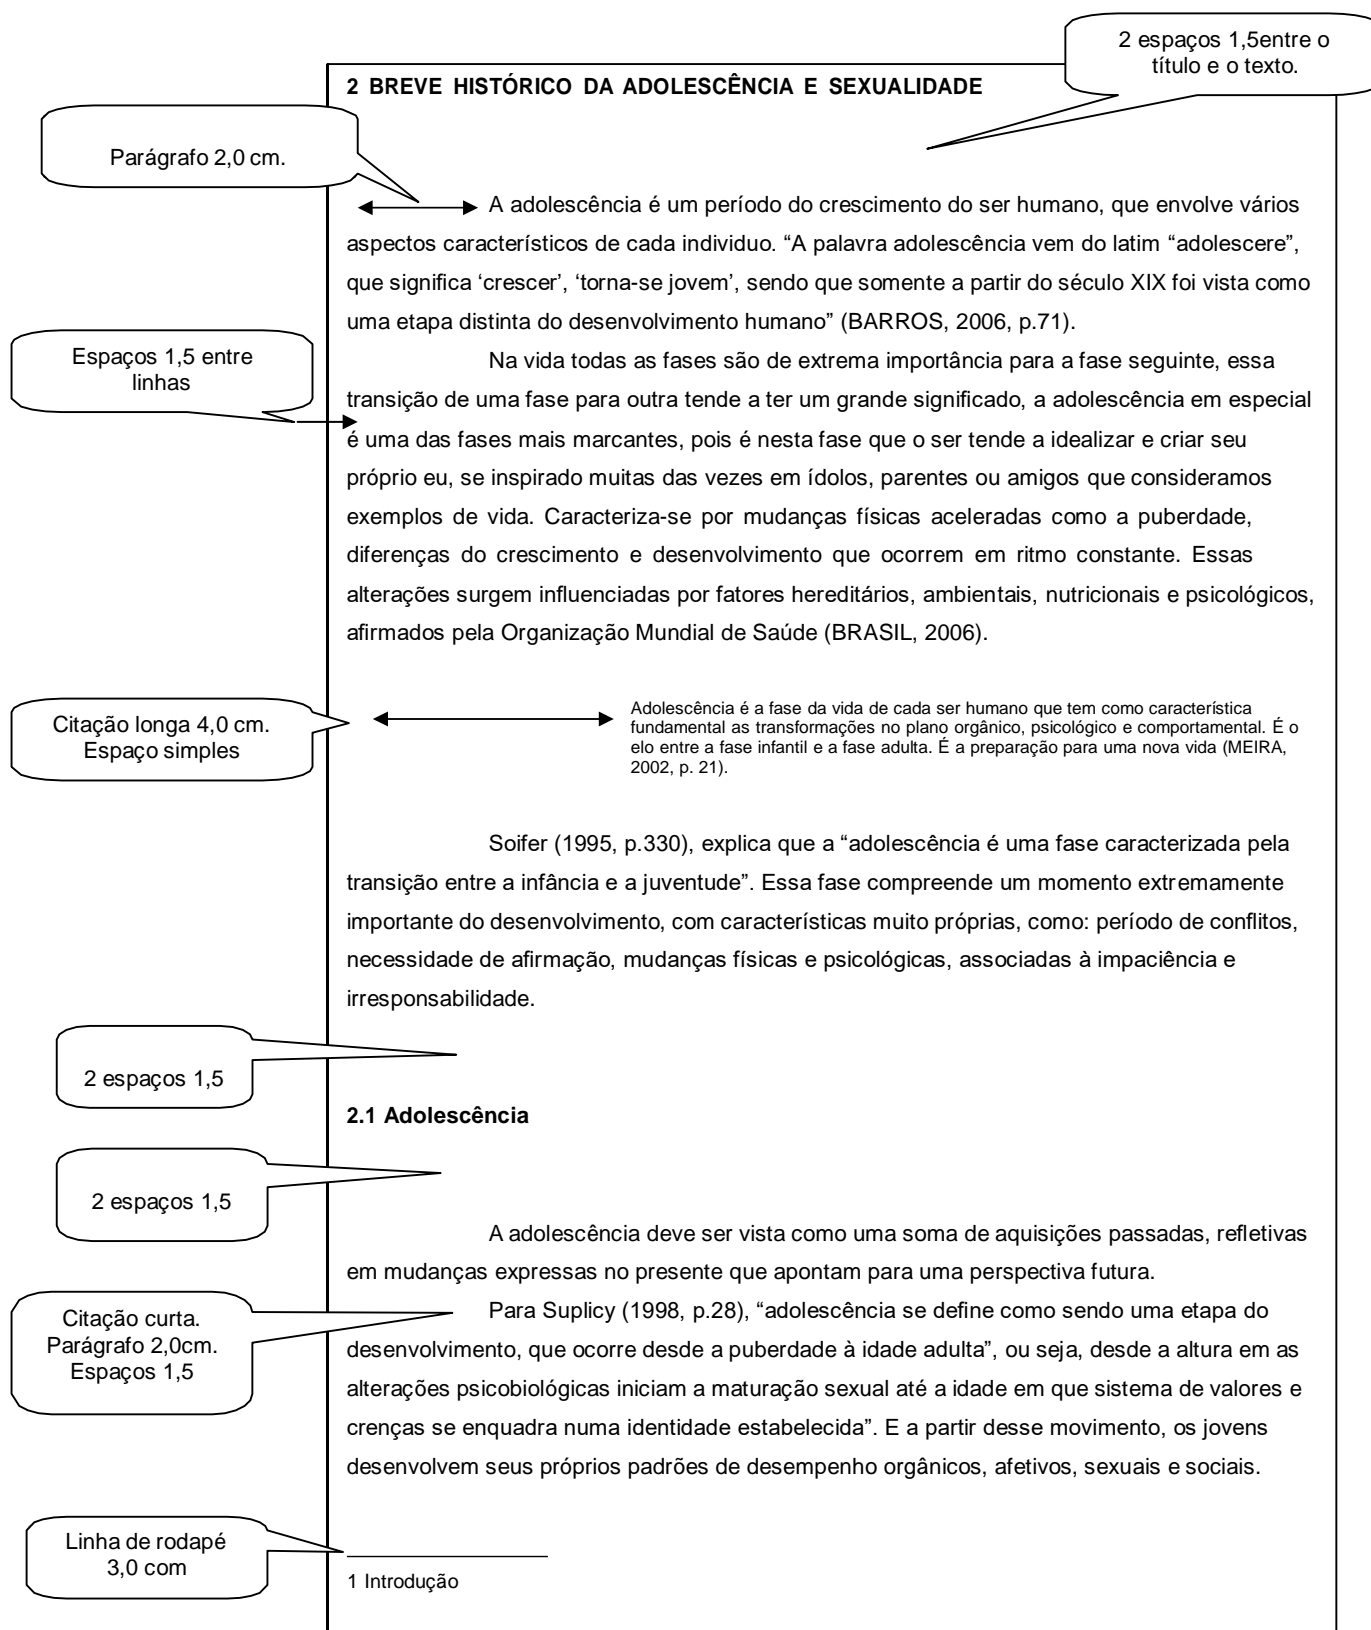 2 espaços 1,5entre o
título e o texto.
2 BREVE HISTÓRICO DA ADOLESCÊNCIA E SEXUALIDADE
Parágrafo 2,0 cm.
A adolescência é um período do crescimento do ser humano, que envolve vários
aspectos característicos de cada individuo. “A palavra adolescência vem do latim “adolescere”,
que significa ‘crescer’, ‘torna-se jovem’, sendo que somente a partir do século XIX foi vista como
uma etapa distinta do desenvolvimento humano” (BARROS, 2006, p.71).
Espaços 1,5 entre
linhas
Na vida todas as fases são de extrema importância para a fase seguinte, essa
transição de uma fase para outra tende a ter um grande significado, a adolescência em especial
é uma das fases mais marcantes, pois é nesta fase que o ser tende a idealizar e criar seu
próprio eu, se inspirado muitas das vezes em ídolos, parentes ou amigos que consideramos
exemplos de vida. Caracteriza-se por mudanças físicas aceleradas como a puberdade,
diferenças do crescimento e desenvolvimento que ocorrem em ritmo constante. Essas
alterações surgem influenciadas por fatores hereditários, ambientais, nutricionais e psicológicos,
afirmados pela Organização Mundial de Saúde (BRASIL, 2006).
Citação longa 4,0 cm.
Espaço simples
Adolescência é a fase da vida de cada ser humano que tem como característica
fundamental as transformações no plano orgânico, psicológico e comportamental. É o
elo entre a fase infantil e a fase adulta. É a preparação para uma nova vida (MEIRA,
2002, p. 21).
Soifer (1995, p.330), explica que a “adolescência é uma fase caracterizada pela
transição entre a infância e a juventude”. Essa fase compreende um momento extremamente
importante do desenvolvimento, com características muito próprias, como: período de conflitos,
necessidade de afirmação, mudanças físicas e psicológicas, associadas à impaciência e
irresponsabilidade.
2 espaços 1,5
2.1 Adolescência
2 espaços 1,5
A adolescência deve ser vista como uma soma de aquisições passadas, refletivas
em mudanças expressas no presente que apontam para uma perspectiva futura.
Citação curta.
Parágrafo 2,0cm.
Espaços 1,5
Para Suplicy (1998, p.28), “adolescência se define como sendo uma etapa do
desenvolvimento, que ocorre desde a puberdade à idade adulta”, ou seja, desde a altura em as
alterações psicobiológicas iniciam a maturação sexual até a idade em que sistema de valores e
crenças se enquadra numa identidade estabelecida”. E a partir desse movimento, os jovens
desenvolvem seus próprios padrões de desempenho orgânicos, afetivos, sexuais e sociais.
Linha de rodapé
3,0 com
1 Introdução